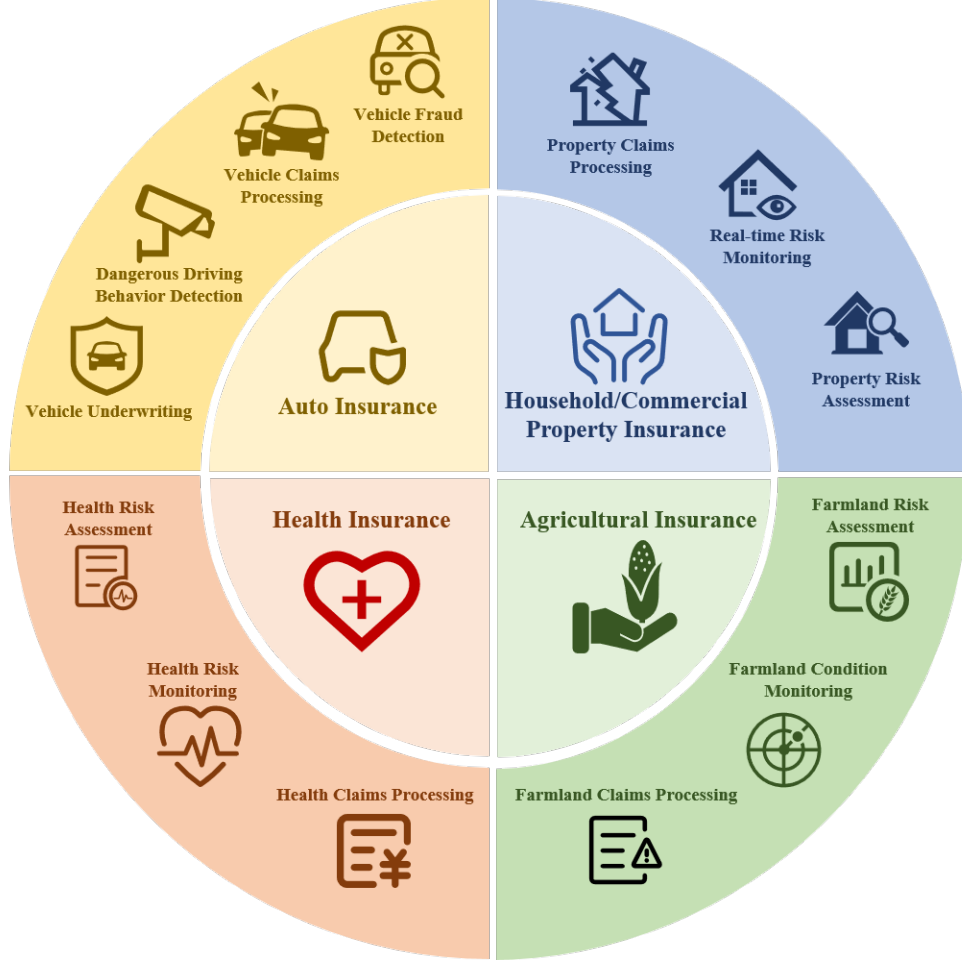 Vehicle Fraud
Detection
Vehicle Claims
Processing
Dangerous Driving
Behavior Detection
Vehicle Underwriting
Auto Insurance
Property Claims
Processing
Real-time Risk
Monitoring
Property Risk
Assessment
Household/Commercial
Property Insurance
Health Risk
Assessment
Health Risk
Monitoring
Health Claims Processing
Health Insurance
Agricultural Insurance
Farmland Risk
Assessment
Farmland Condition
Monitoring
Farmland Claims Processing